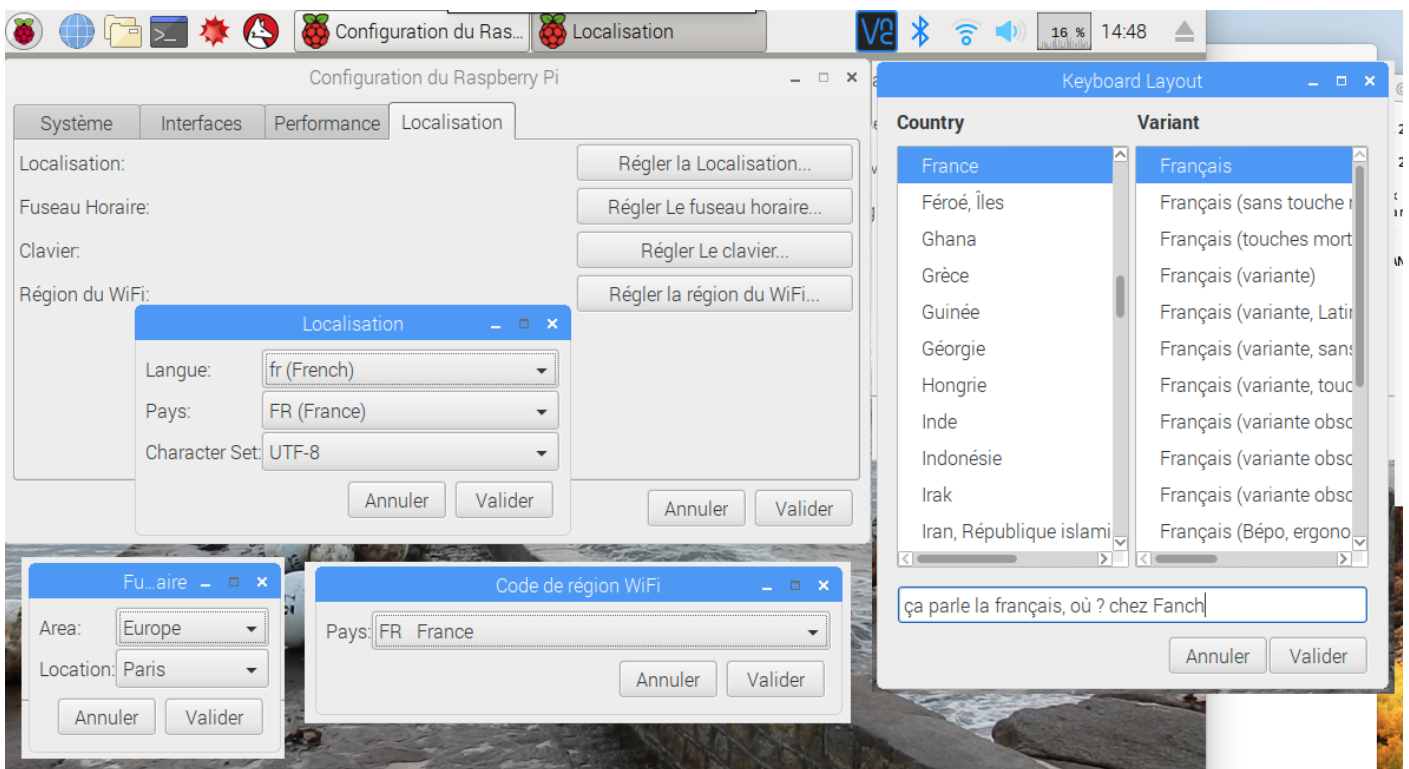 Configuration du Ras...
Localisation
16 %
14:48
Configuration du Raspberry Pi
Système
Interfaces
Performance
Localisation
Localisation:
Régler la Localisation...
Fuseau Horaire:
Régler Le fuseau horaire...
Clavier:
Régler Le clavier...
Région du WiFi:
Régler la région du WiFi...
Annuler
Valider
Localisation
Langue:
fr (French)
Pays:
FR (France)
Character Set:
UTF-8
Annuler
Valider
Fu...aire
Area:
Europe
Location:
Paris
Annuler
Valider
Code de région WiFi
Pays:
FR France
Annuler
Valider
Keyboard Layout
Country
Variant
France
Féroé, Îles
Ghana
Grèce
Guinée
Géorgie
Hongrie
Inde
Indonésie
Irak
Iran, République islami
Français
Français (sans touche
Français (touches mort
Français (variante)
Français (variante, Latin
Français (variante, sans
Français (variante, touc
Français (variante obsc
Français (variante obsc
Français (variante obsc
Français (Bépo, ergono
ça parle la français, où ? chez Fanch
Annuler
Valider